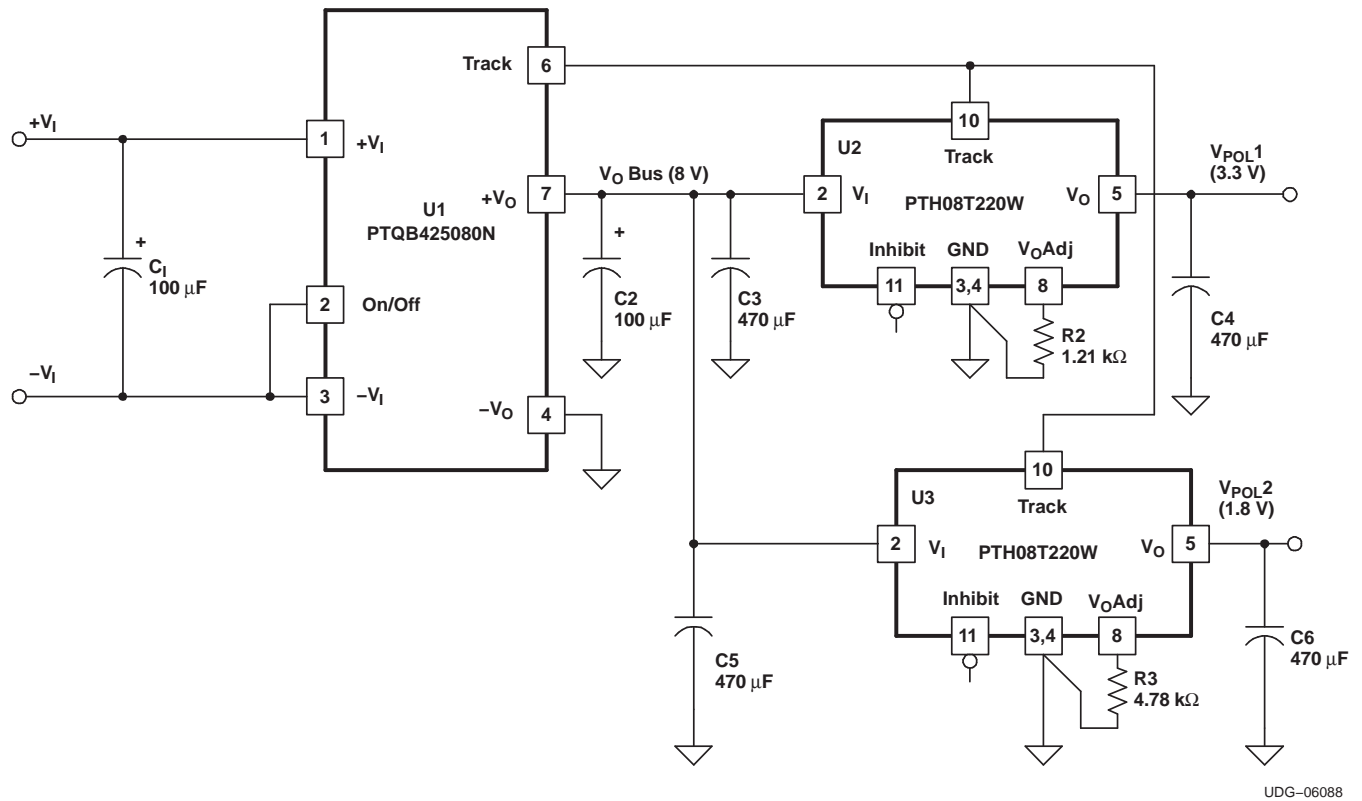 Track
6
+VI
1
+VI
U1
PTQB425080N
+VO
7
VO Bus (8 V)
+
CI
100 μF
2
On/Off
−VI
3
−VI
−VO
4
+
C2
100 μF
C3
470 μF
10
Track
U2
2
VI
PTH08T220W
VO
5
VPOL1
(3.3 V)
Inhibit
GND
VOAdj
11
3,4
8
R2
1.21 kΩ
C4
470 μF
10
Track
U3
2
VI
PTH08T220W
VO
5
VPOL2
(1.8 V)
Inhibit
GND
VOAdj
11
3,4
8
C5
470 μF
R3
4.78 kΩ
C6
470 μF
UDG−06088